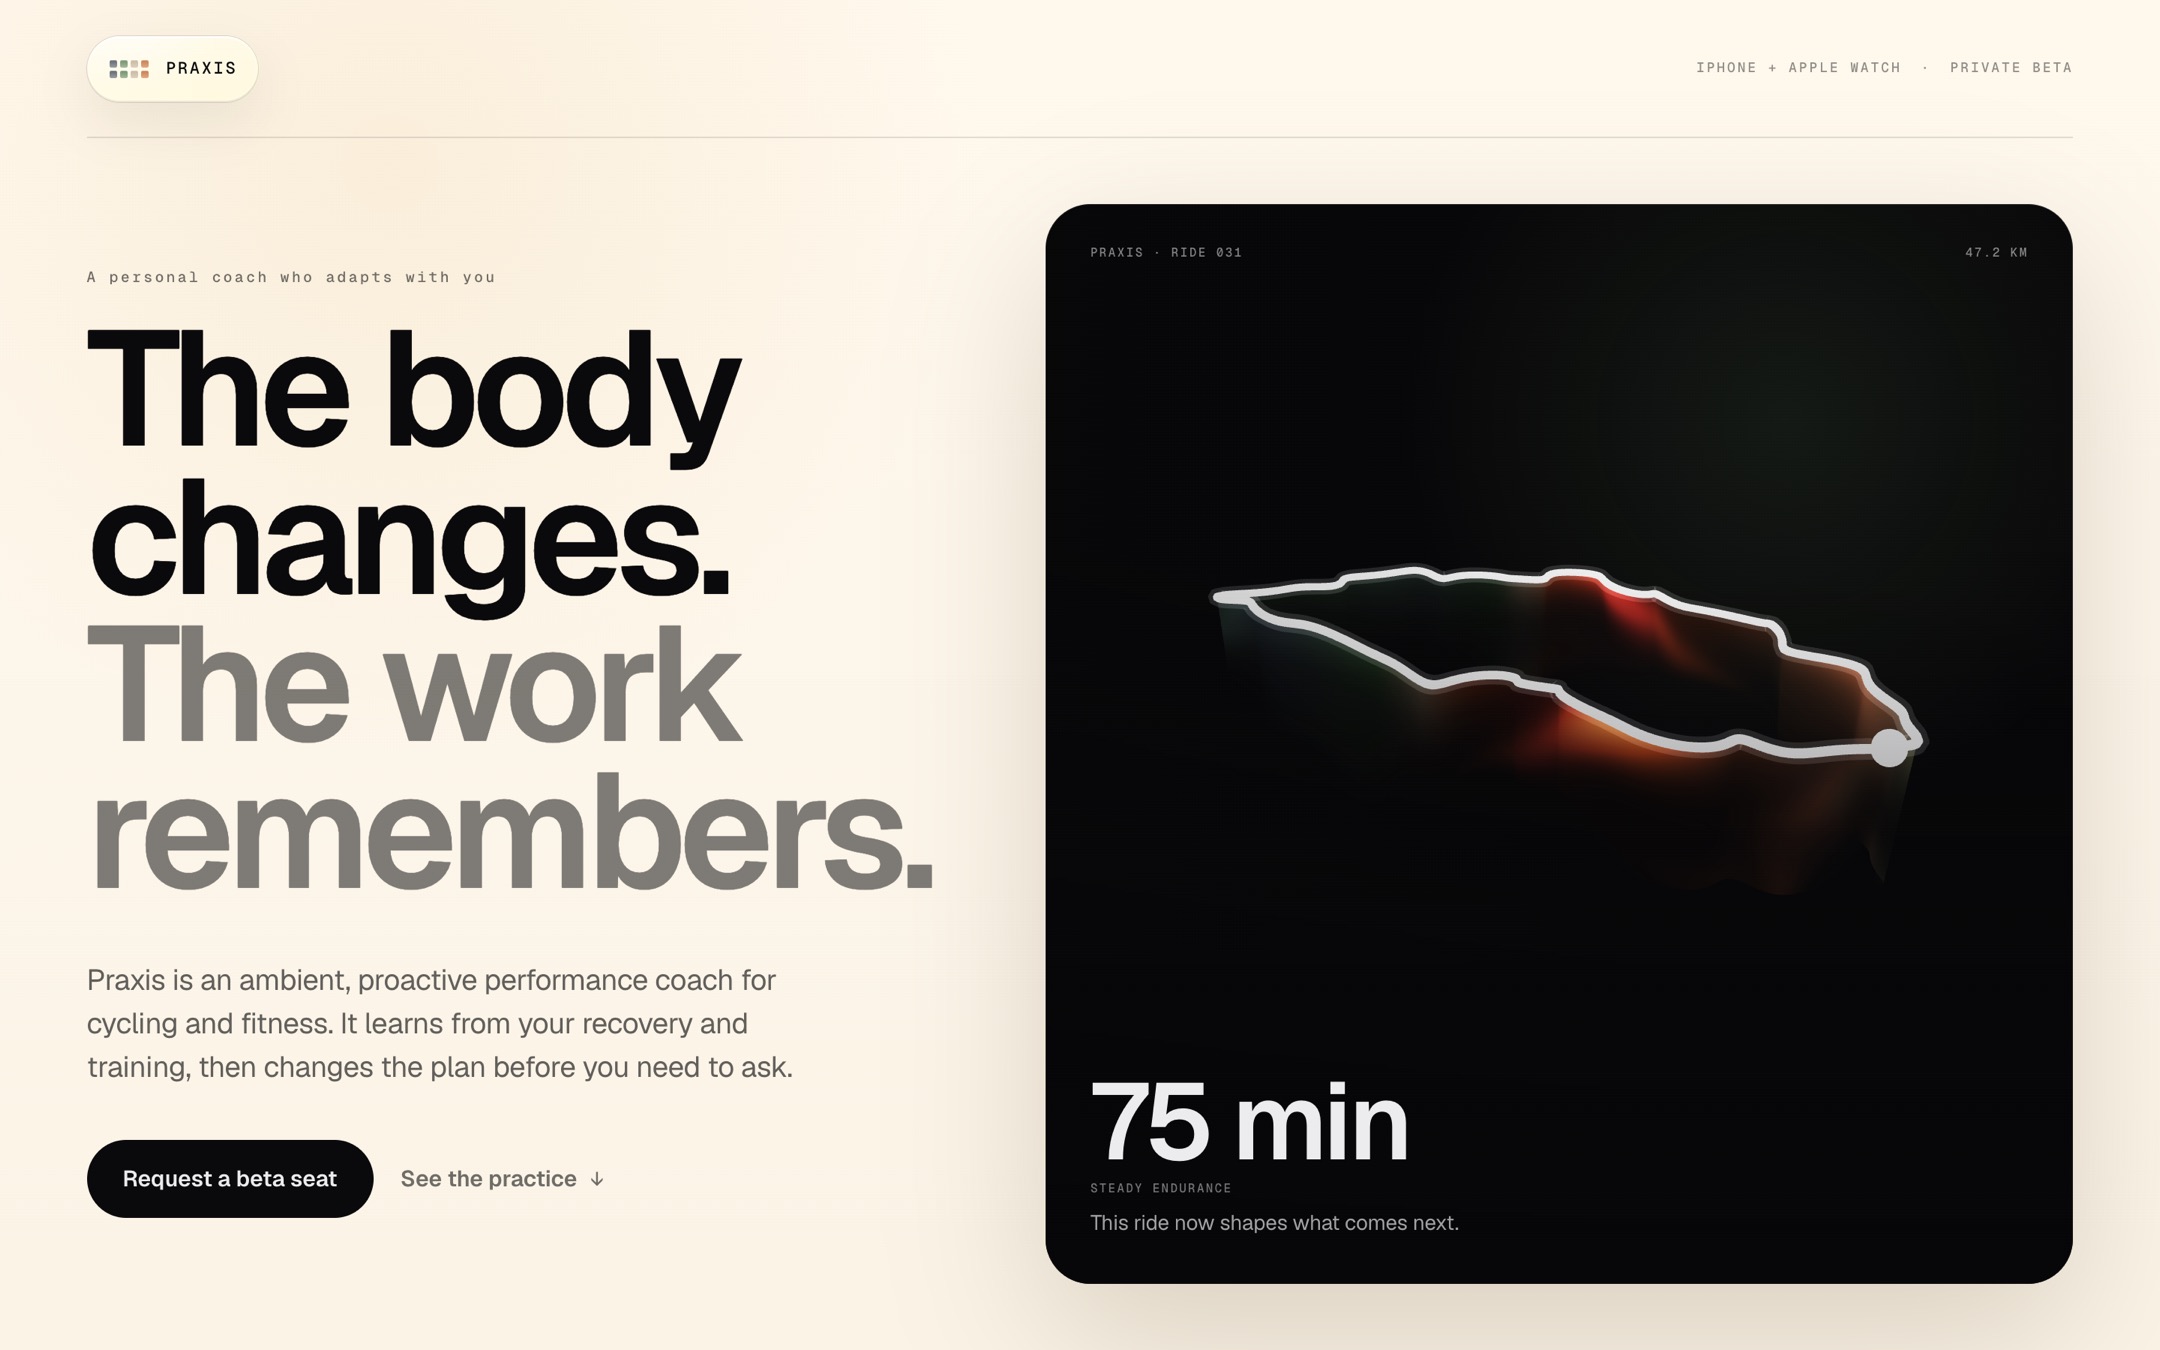 PRAXIS
IPHONE + APPLE WATCH · PRIVATE BETA
A personal coach who adapts with you
The body
changes.
The work
remembers.
Praxis is an ambient, proactive performance coach for
cycling and fitness. It learns from your recovery and
training, then changes the plan before you need to ask.
Request a beta seat
See the practice ↓
PRAXIS · RIDE 031
47.2 KM
75 min
STEADY ENDURANCE
This ride now shapes what comes next.